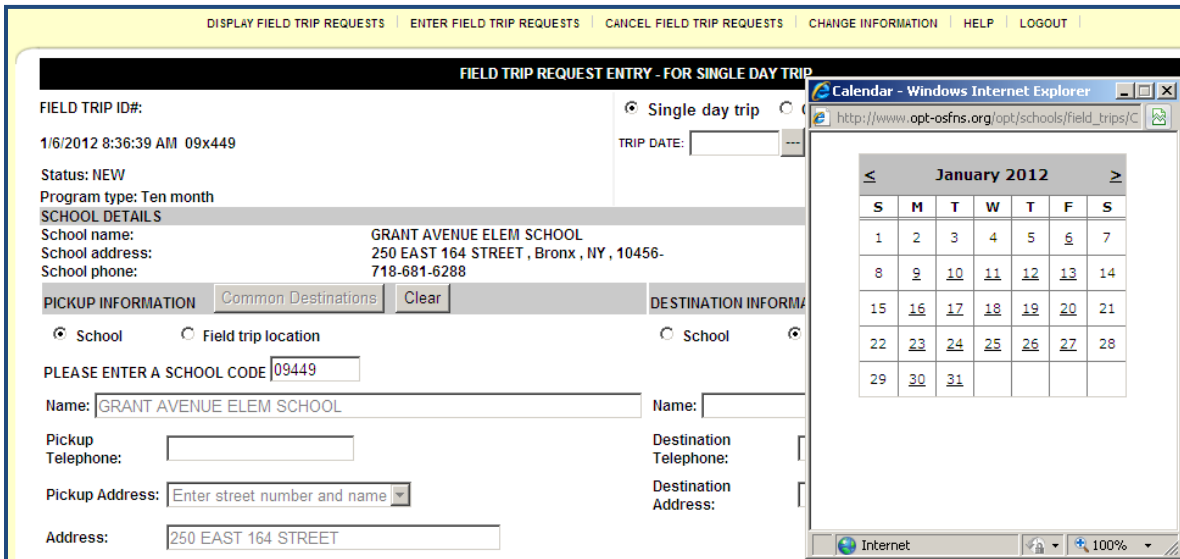 DISPLAY FIELD TRIP REQUESTS | ENTER FIELD TRIP REQUESTS | CANCEL FIELD TRIP REQUESTS | CHANGE INFORMATION | HELP | LOGOUT |
FIELD TRIP REQUEST ENTRY - FOR SINGLE DAY TRIP
FIELD TRIP ID#:
Single day trip
1/6/2012 8:36:39 AM 09x449
TRIP DATE: ---
Status: NEW
Program type: Ten month
SCHOOL DETAILS
School name: GRANT AVENUE ELEM SCHOOL
School address: 250 EAST 164 STREET , Bronx , NY , 10456-
School phone: 718-681-6288
PICKUP INFORMATION Common Destinations Clear DESTINATION INFORMA
School Field trip location School
PLEASE ENTER A SCHOOL CODE 09449
Name: GRANT AVENUE ELEM SCHOOL Name:
Pickup Telephone: Destination Telephone:
Pickup Address: Enter street number and name Destination Address:
Address: 250 EAST 164 STREET
Calendar - Windows Internet Explorer
http://www.opt-osfns.org/opt/schools/field_trips/C
< January 2012 >
S M T W T F S
1 2 3 4 5 6 7
8 9 10 11 12 13 14
15 16 17 18 19 20 21
22 23 24 25 26 27 28
29 30 31
Internet 100%